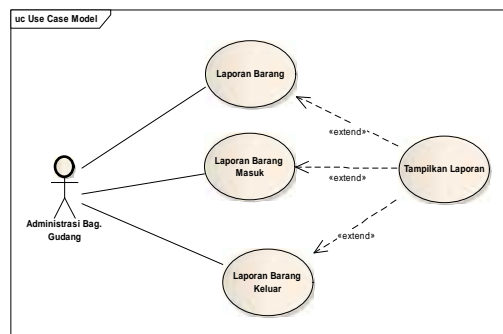 uc Use Case Model
Laporan Barang
«extend»
Laporan Barang
Masuk
«extend»
Tampilkan Laporan
Administrasi Bag.
Gudang
«extend»
Laporan Barang
Keluar